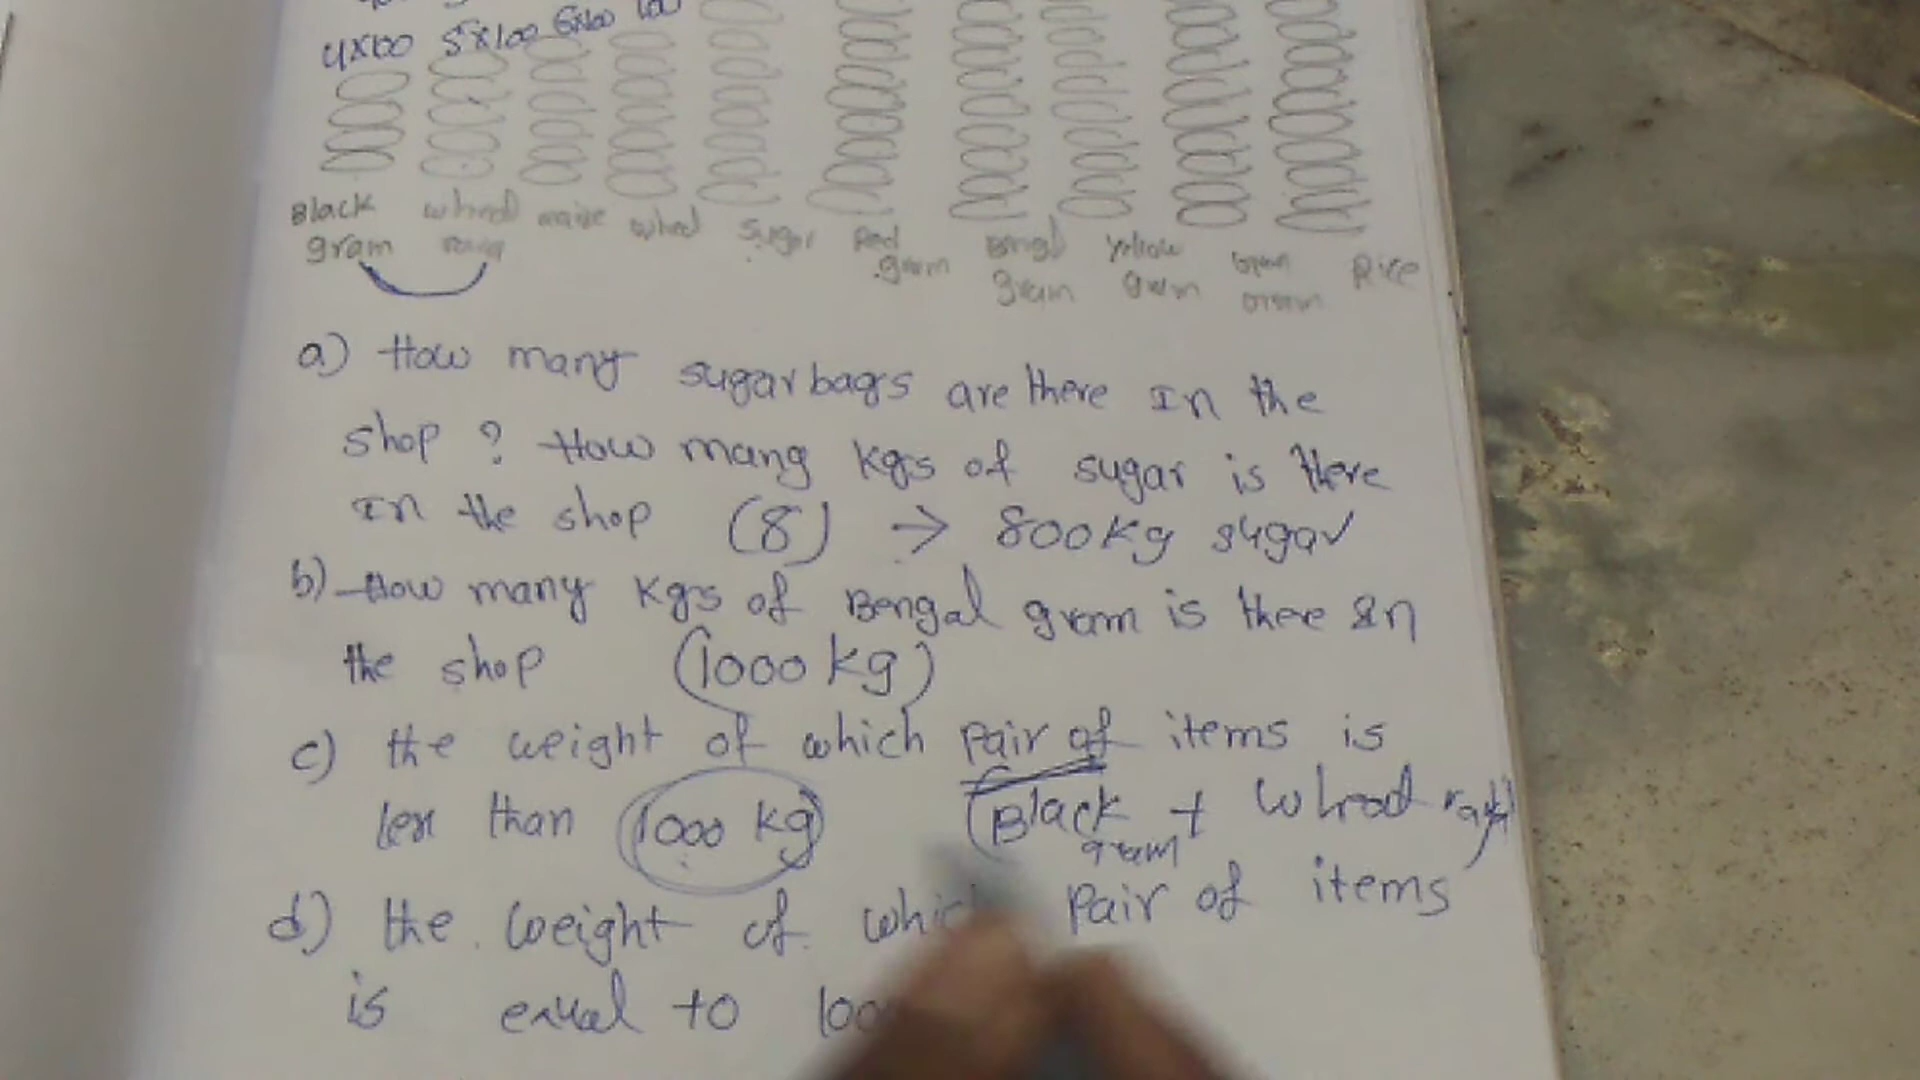 4x100 5x100 6x100
Black wheat maize wheat sugar Red Bengl Yellow Rice
gram rava gram gram gram gram
a) How many sugar bags are there In the
shop ? How many kgs of sugar is there
In the shop (8) → 800kg sugar
b) How many kgs of Bengal gram is there In
the shop (1000 kg)
c) the weight of which pair of items is
less than 1000 kg (Black +
gram
d) the weight of which pair of items
is equal to